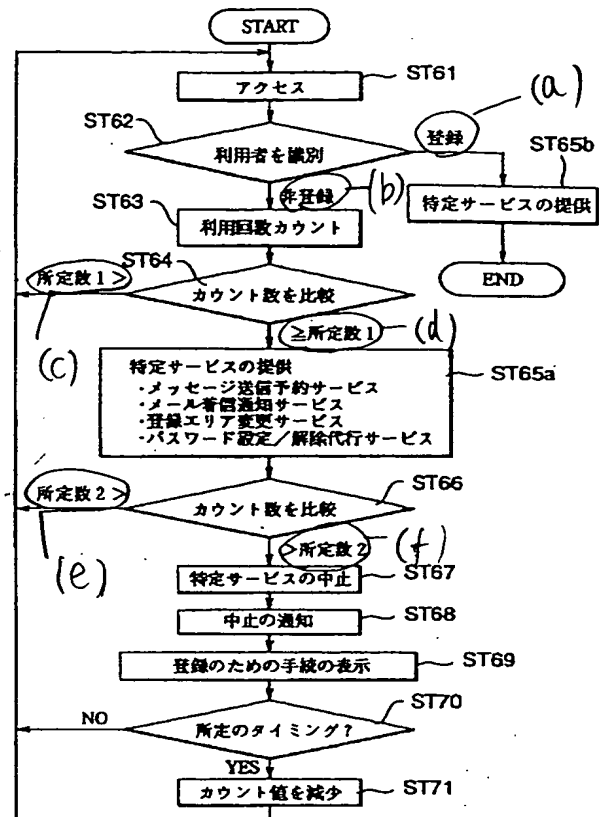 START
アクセス
ST61
(a)
ST62
利用者を識別
登録
ST65b
特定サービスの提供
END
非登録
(b)
ST63
利用回数カウント
ST64
所定数1 >
カウント数を比較
(c)
≧所定数1
(d)
特定サービスの提供
・メッセージ送信予約サービス
・メール着信通知サービス
・登録エリア変更サービス
・パスワード設定/解除代行サービス
ST65a
所定数2 >
カウント数を比較
ST66
(e)
>所定数2
(f)
特定サービスの中止
ST67
中止の通知
ST68
登録のための手続の表示
ST69
NO
所定のタイミング?
ST70
YES
カウント値を減少
ST71